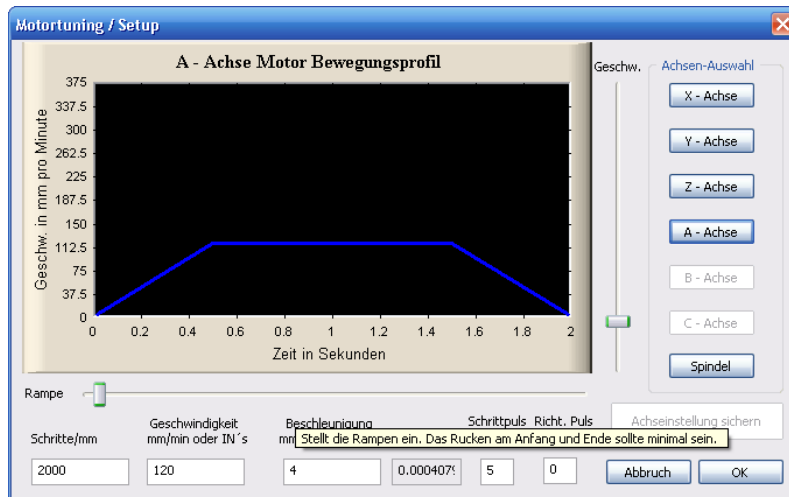 Motortuning / Setup
A - Achse Motor Bewegungsprofil
Geschw. in mm pro Minute
375
337.5
300
262.5
225
187.5
150
112.5
75
37.5
0
0 0.2 0.4 0.6 0.8 1 1.2 1.4 1.6 1.8 2
Zeit in Sekunden
Geschw.
Achsen-Auswahl
X - Achse
Y - Achse
Z - Achse
A - Achse
B - Achse
C - Achse
Spindel
Rampe
Schritte/mm
Geschwindigkeit
mm/min oder IN´s
Beschleunigung
Schrittpuls Richt. Puls
Achseinstellung sichern
Stellt die Rampen ein. Das Rucken am Anfang und Ende sollte minimal sein.
2000 120 4 0.000407 5 0
Abbruch OK